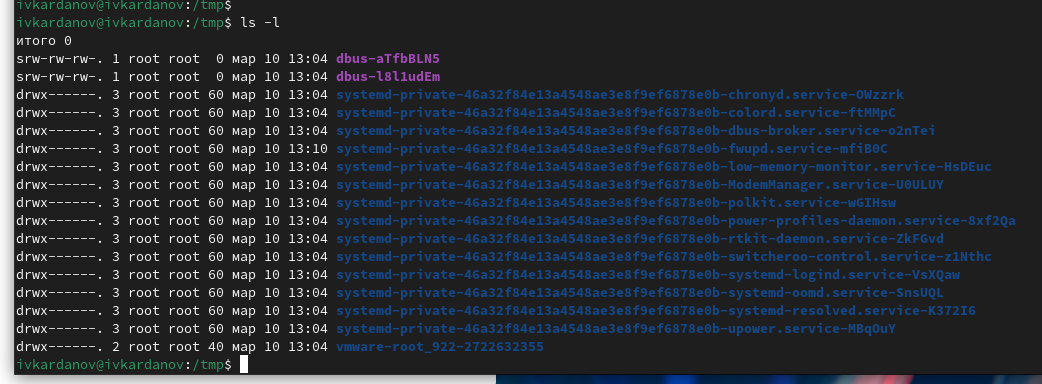 ivkardanov@ivkardanov:/tmp$
ivkardanov@ivkardanov:/tmp$ ls -l
итого 0
srw-rw-rw-. 1 root root  0 мар 10 13:04 dbus-aTfbBLN5
srw-rw-rw-. 1 root root  0 мар 10 13:04 dbus-l8l1udEm
drwx------. 3 root root 60 мар 10 13:04 systemd-private-46a32f84e13a4548ae3e8f9ef6878e0b-chronyd.service-OWzzrk
drwx------. 3 root root 60 мар 10 13:04 systemd-private-46a32f84e13a4548ae3e8f9ef6878e0b-colord.service-ftMMpC
drwx------. 3 root root 60 мар 10 13:04 systemd-private-46a32f84e13a4548ae3e8f9ef6878e0b-dbus-broker.service-o2nTei
drwx------. 3 root root 60 мар 10 13:10 systemd-private-46a32f84e13a4548ae3e8f9ef6878e0b-fwupd.service-mfiB0C
drwx------. 3 root root 60 мар 10 13:04 systemd-private-46a32f84e13a4548ae3e8f9ef6878e0b-low-memory-monitor.service-HsDEuc
drwx------. 3 root root 60 мар 10 13:04 systemd-private-46a32f84e13a4548ae3e8f9ef6878e0b-ModemManager.service-U0ULUY
drwx------. 3 root root 60 мар 10 13:04 systemd-private-46a32f84e13a4548ae3e8f9ef6878e0b-polkit.service-wGIHsw
drwx------. 3 root root 60 мар 10 13:04 systemd-private-46a32f84e13a4548ae3e8f9ef6878e0b-power-profiles-daemon.service-8xf2Qa
drwx------. 3 root root 60 мар 10 13:04 systemd-private-46a32f84e13a4548ae3e8f9ef6878e0b-rtkit-daemon.service-ZkFGvd
drwx------. 3 root root 60 мар 10 13:04 systemd-private-46a32f84e13a4548ae3e8f9ef6878e0b-switcheroo-control.service-z1Nthc
drwx------. 3 root root 60 мар 10 13:04 systemd-private-46a32f84e13a4548ae3e8f9ef6878e0b-systemd-logind.service-VsXQaw
drwx------. 3 root root 60 мар 10 13:04 systemd-private-46a32f84e13a4548ae3e8f9ef6878e0b-systemd-oomd.service-SnsUQL
drwx------. 3 root root 60 мар 10 13:04 systemd-private-46a32f84e13a4548ae3e8f9ef6878e0b-systemd-resolved.service-K372I6
drwx------. 3 root root 60 мар 10 13:04 systemd-private-46a32f84e13a4548ae3e8f9ef6878e0b-upower.service-MBqOuY
drwx------. 2 root root 40 мар 10 13:04 vmware-root_922-2722632355
ivkardanov@ivkardanov:/tmp$